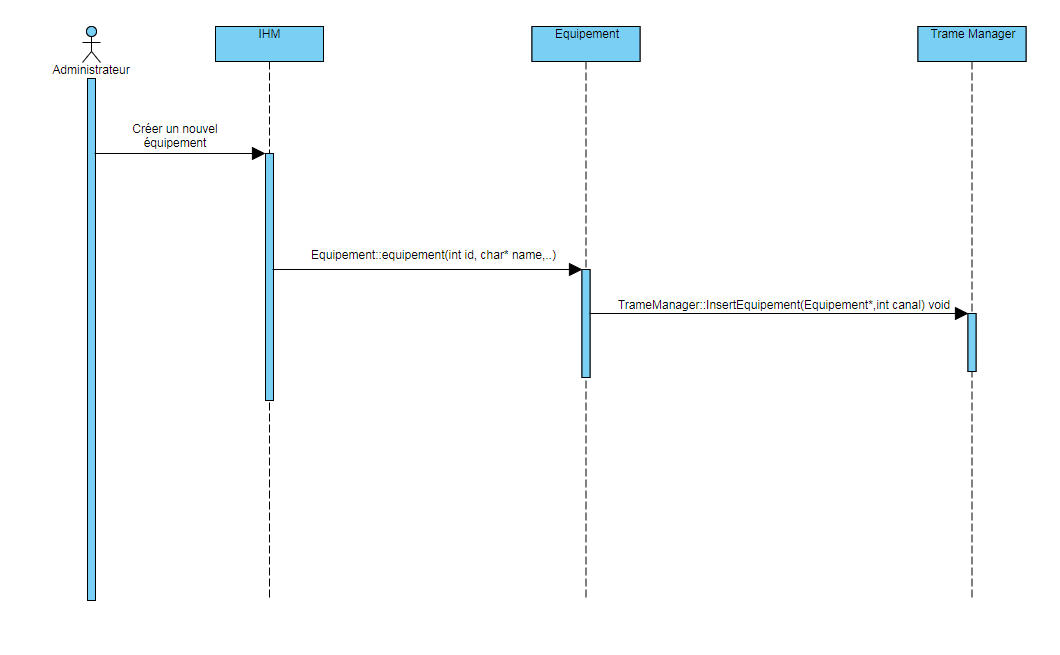 IHM
Equipement
Trame Manager
Administrateur
Créer un nouvel
équipement
Equipement::equipement(int id, char* name,..)
TrameManager::InsertEquipement(Equipement*,int canal) void